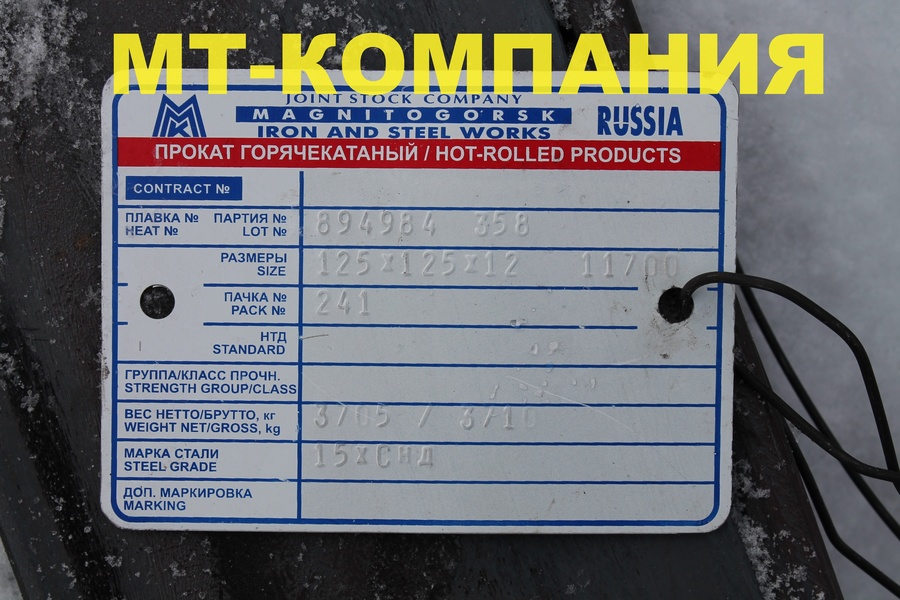 МТ-КОМПАНИЯ
JOINT STOCK COMPANY
MAGNITOGORSK
IRON AND STEEL WORKS
RUSSIA
ПРОКАТ ГОРЯЧЕКАТАНЫЙ / HOT-ROLLED PRODUCTS
CONTRACT №
ПЛАВКА № ПАРТИЯ №
HEAT № LOT №
894984 358
РАЗМЕРЫ
SIZE
125x125x12 11700
ПАЧКА №
PACK №
241
НТД
STANDARD
ГРУППА/КЛАСС ПРОЧН.
STRENGTH GROUP/CLASS
ВЕС НЕТТО/БРУТТО, кг
WEIGHT NET/GROSS, kg
3705 / 3710
МАРКА СТАЛИ
STEEL GRADE
15ХСНД
ДОП. МАРКИРОВКА
MARKING